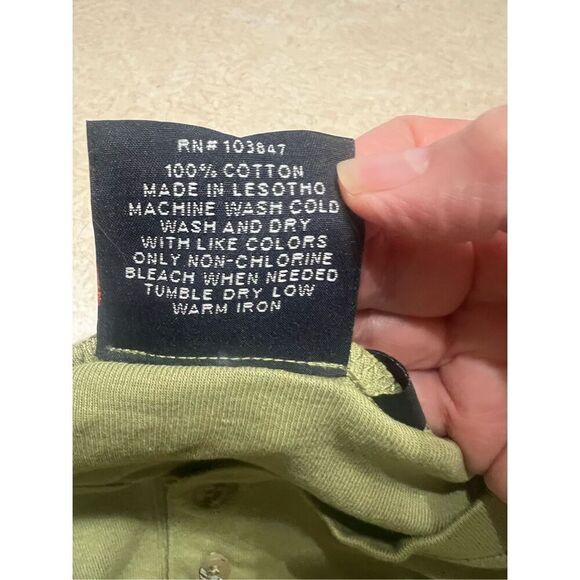 RN# 103847
100% COTTON
MADE IN LESOTHO
MACHINE WASH COLD
WASH AND DRY
WITH LIKE COLORS
ONLY NON-CHLORINE
BLEACH WHEN NEEDED
TUMBLE DRY LOW
WARM IRON